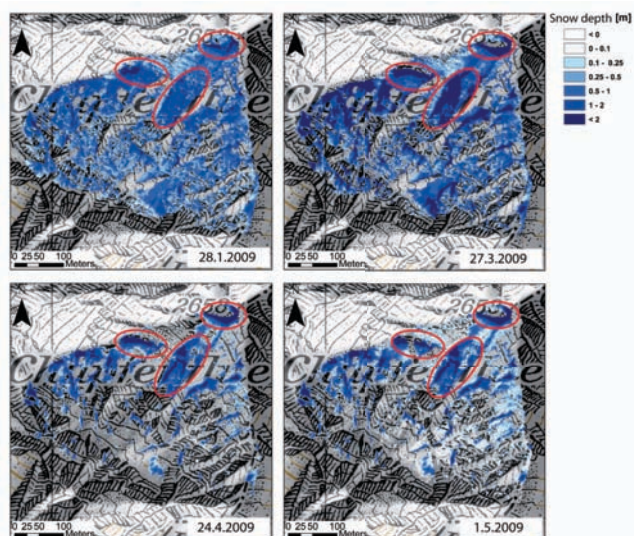 Snow depth [m]
< 0
0 - 0.1
0.1 - 0.25
0.25 - 0.5
0.5 - 1
1 - 2
< 2
0 25 50 100
Meters
28.1.2009
0 25 50 100
Meters
27.3.2009
0 25 50 100
Meters
24.4.2009
0 25 50 100
Meters
1.5.2009